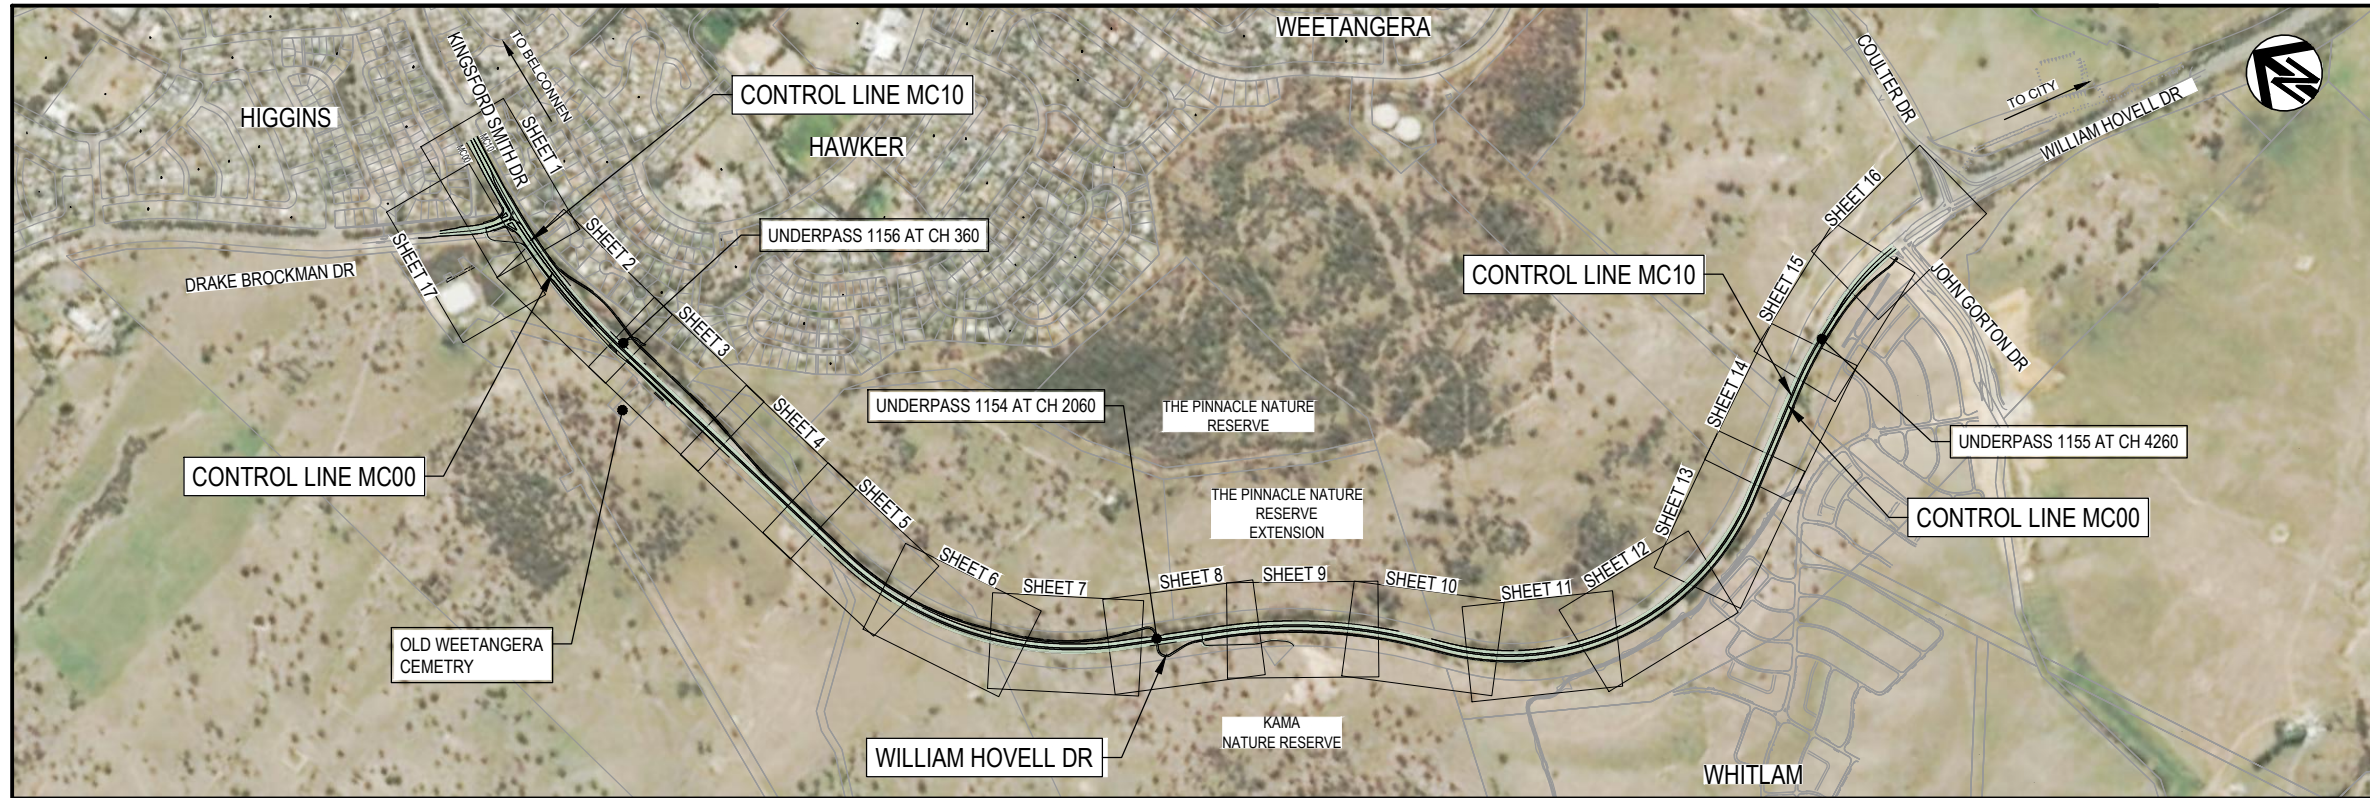 WEETANGERA
KINGSFORD SMITH DR
TO BELCONNEN
COULTER DR
N
CONTROL LINE MC10
TO CITY
HIGGINS
SHEET 1
WILLIAM HOVELL DR
HAWKER
MC00
MC10
SHEET 16
SHEET 2
UNDERPASS 1156 AT CH 360
SHEET 17
DRAKE BROCKMAN DR
CONTROL LINE MC10
SHEET 15
JOHN GORTON DR
SHEET 3
SHEET 14
UNDERPASS 1154 AT CH 2060
THE PINNACLE NATURE
RESERVE
SHEET 4
UNDERPASS 1155 AT CH 4260
CONTROL LINE MC00
SHEET 5
THE PINNACLE NATURE
RESERVE
EXTENSION
SHEET 13
CONTROL LINE MC00
SHEET 6
SHEET 7
SHEET 8
SHEET 9
SHEET 10
SHEET 11
SHEET 12
OLD WEETANGERA
CEMETRY
KAMA
NATURE RESERVE
WILLIAM HOVELL DR
WHITLAM